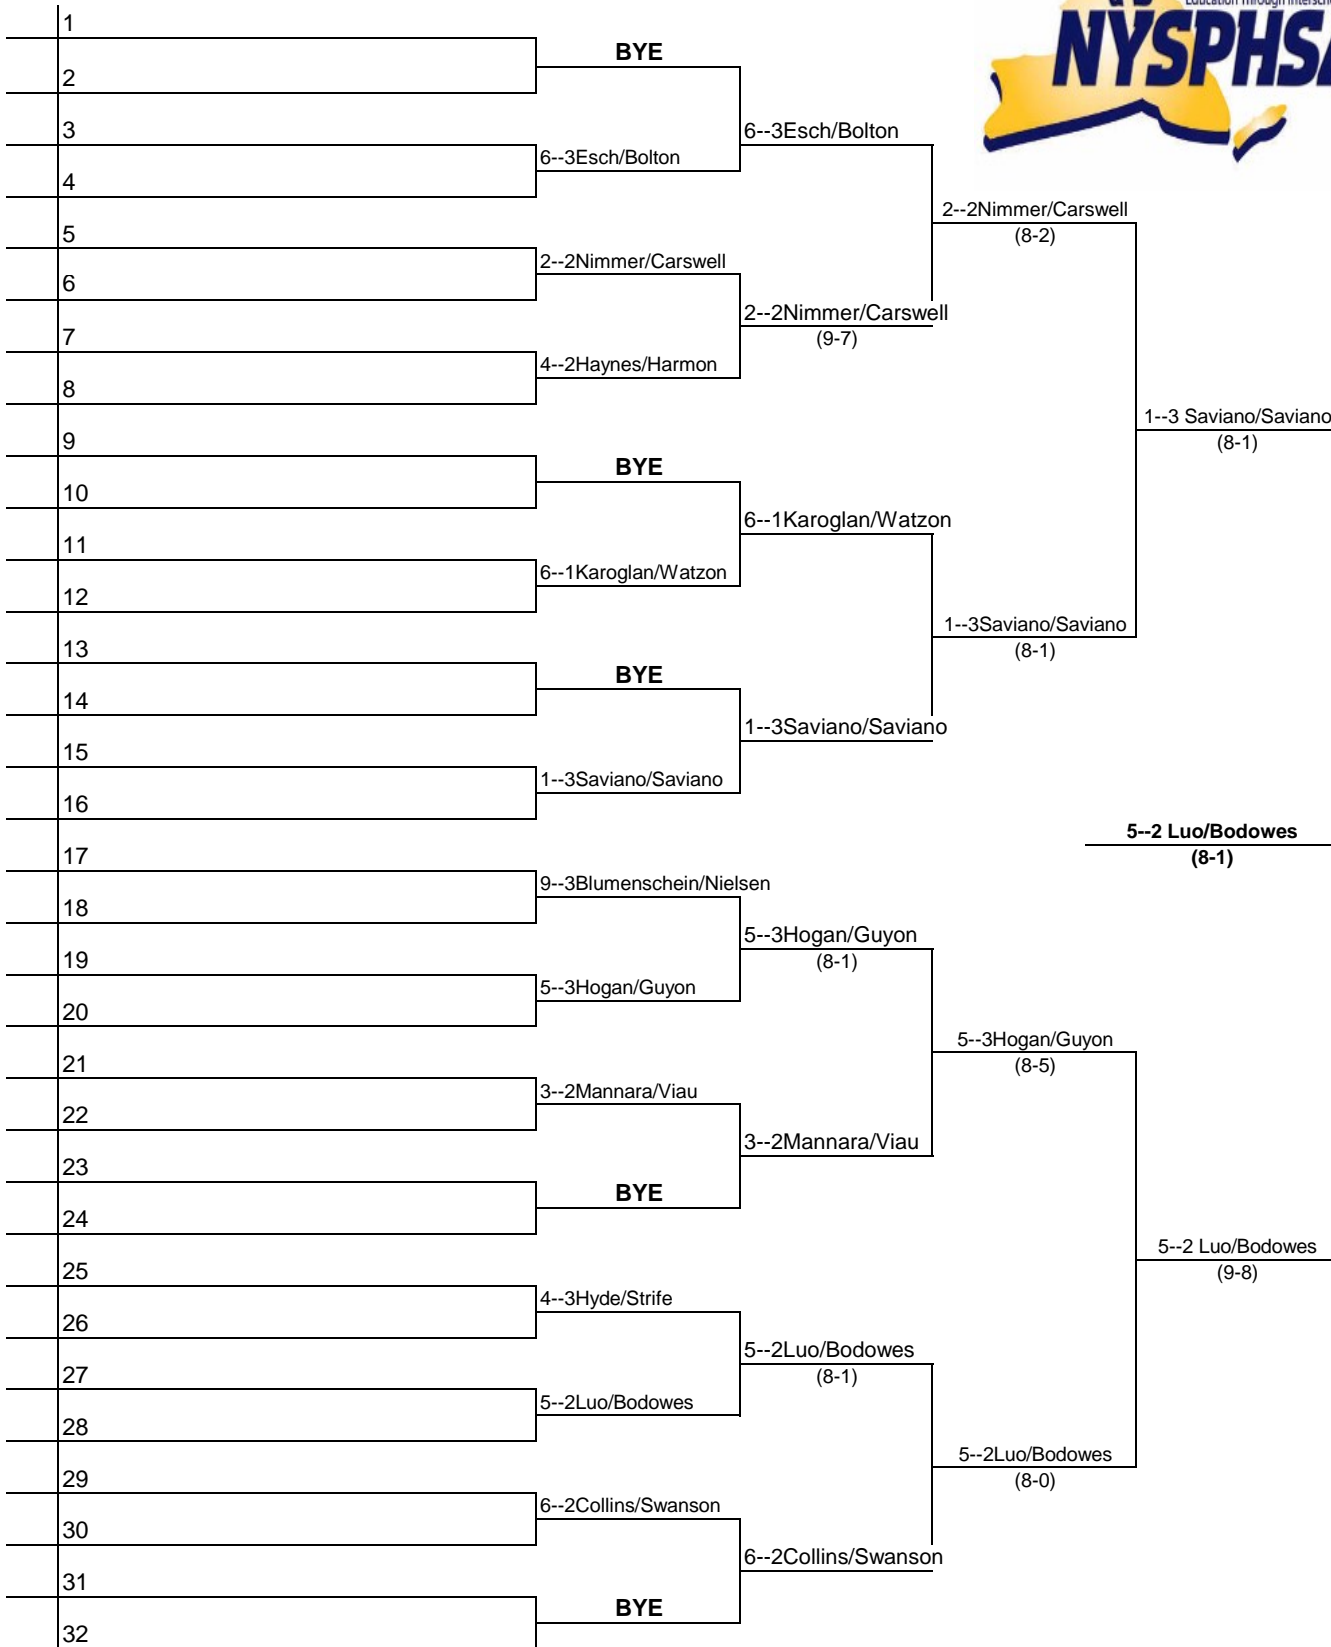 Education Through Intersch
NYSPHSA
1
BYE
2
3
6--3Esch/Bolton
6--3Esch/Bolton
4
2--2Nimmer/Carswell
(8-2)
5
2--2Nimmer/Carswell
6
2--2Nimmer/Carswell
(9-7)
7
4--2Haynes/Harmon
8
1--3 Saviano/Saviano
(8-1)
9
BYE
10
6--1Karoglan/Watzon
11
6--1Karoglan/Watzon
12
1--3Saviano/Saviano
(8-1)
13
BYE
14
1--3Saviano/Saviano
15
1--3Saviano/Saviano
16
5--2 Luo/Bodowes
(8-1)
17
9--3Blumenschein/Nielsen
18
5--3Hogan/Guyon
(8-1)
19
5--3Hogan/Guyon
20
5--3Hogan/Guyon
(8-5)
21
3--2Mannara/Viau
22
3--2Mannara/Viau
23
BYE
24
5--2 Luo/Bodowes
(9-8)
25
4--3Hyde/Strife
26
5--2Luo/Bodowes
(8-1)
27
5--2Luo/Bodowes
28
5--2Luo/Bodowes
(8-0)
29
6--2Collins/Swanson
30
6--2Collins/Swanson
31
BYE
32